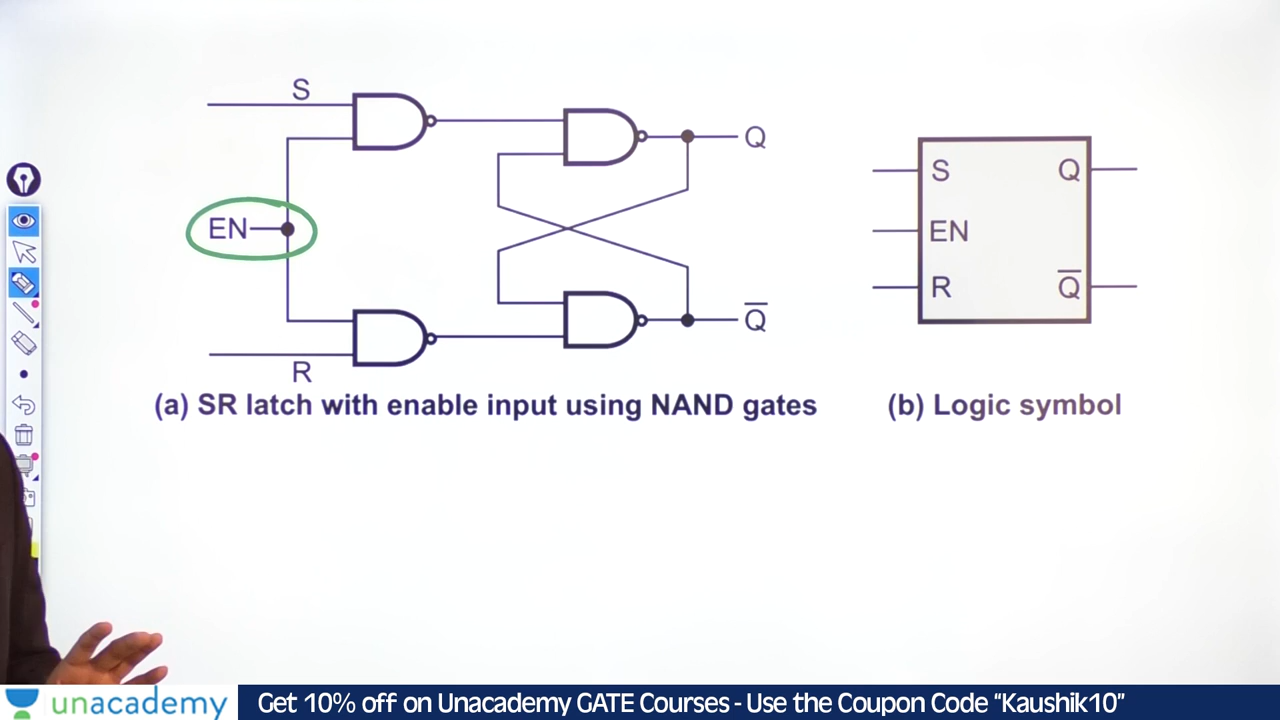 S
EN
R
Q
Q̅
(a) SR latch with enable input using NAND gates
S Q
EN
R Q̅
(b) Logic symbol
unacademy
Get 10% off on Unacademy GATE Courses - Use the Coupon Code “Kaushik10”